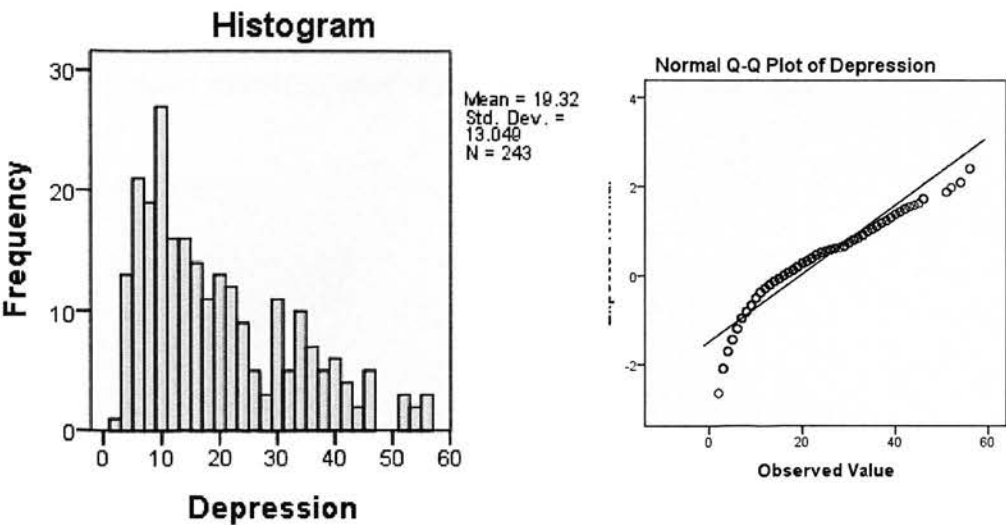 Histogram
30
20
10
0
Frequency
0 10 20 30 40 50 60
Depression
Mean = 19.32
Std. Dev. =
13.049
N = 243
Normal Q-Q Plot of Depression
4
2
0
-2
0 20 40 60
Observed Value